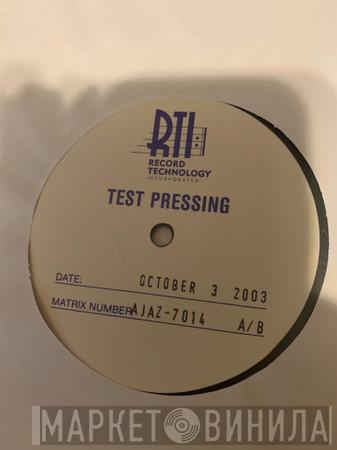 RTI
RECORD
TECHNOLOGY
INCORPORATED
TEST PRESSING
DATE: OCTOBER 3 2003
MATRIX NUMBER: AJAZ-7014 A/B
МАРКЕТ ВИНИЛА